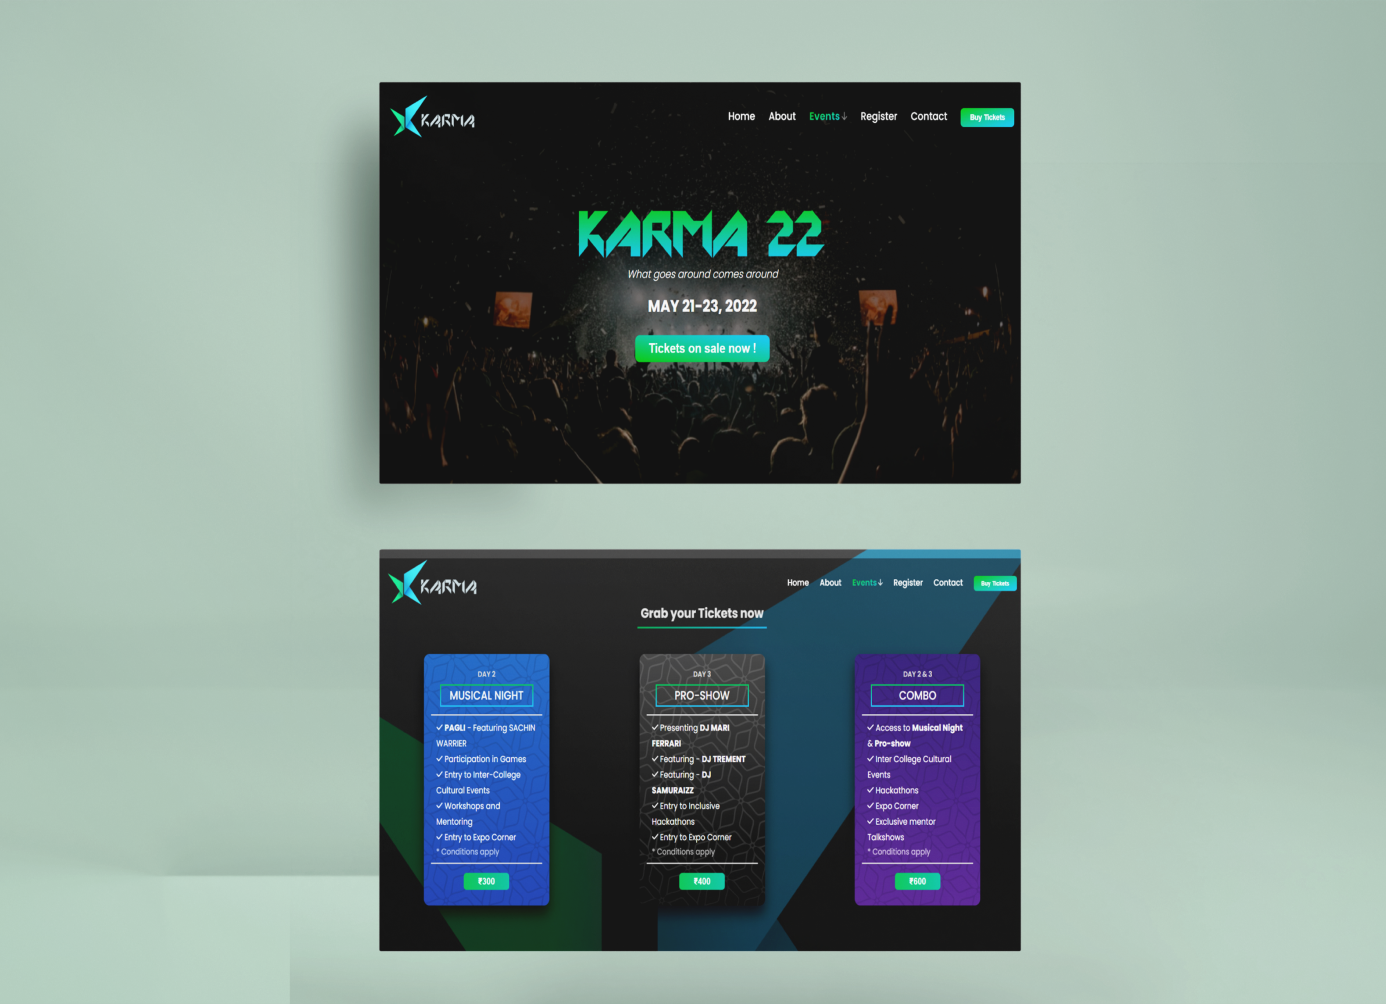 KARMA
Home About Events↓ Register Contact Buy Tickets
KARMA 22
What goes around comes around
MAY 21-23, 2022
Tickets on sale now !
KARMA
Home About Events↓ Register Contact Buy Tickets
Grab your Tickets now
DAY 2
MUSICAL NIGHT
✓ PAGLI - Featuring SACHIN
WARRIER
✓ Participation in Games
✓ Entry to Inter-College
Cultural Events
✓ Workshops and
Mentoring
✓ Entry to Expo Corner
* Conditions apply
₹300
DAY 3
PRO-SHOW
✓ Presenting DJ MARI
FERRARI
✓ Featuring - DJ TREMENT
✓ Featuring - DJ
SAMURAIZZ
✓ Entry to Inclusive
Hackathons
✓ Entry to Expo Corner
* Conditions apply
₹400
DAY 2 & 3
COMBO
✓ Access to Musical Night
& Pro-show
✓ Inter College Cultural
Events
✓ Hackathons
✓ Expo Corner
✓ Exclusive mentor
Talkshows
* Conditions apply
₹600